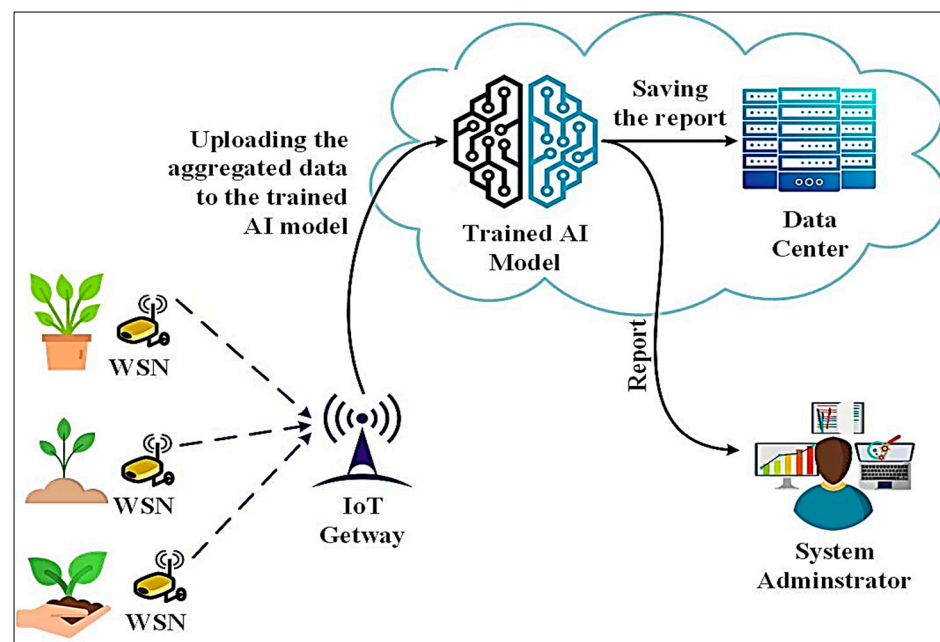 Uploading the
aggregated data
to the trained
AI model
Trained AI
Model
Saving
the report
Data
Center
Report
WSN
WSN
WSN
IoT
Getway
System
Adminstrator